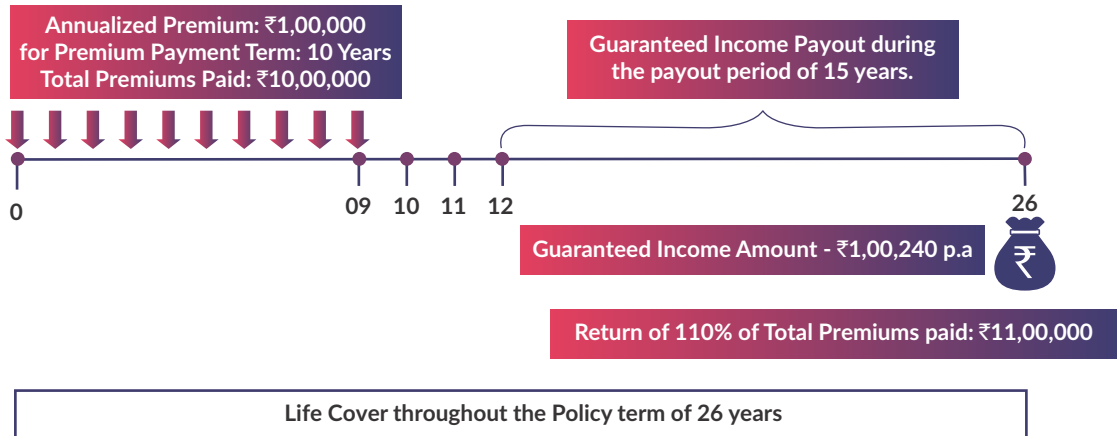 Annualized Premium: ₹1,00,000
for Premium Payment Term: 10 Years
Total Premiums Paid: ₹10,00,000
Guaranteed Income Payout during
the payout period of 15 years.
0
09
10
11
12
26
₹
Guaranteed Income Amount - ₹1,00,240 p.a
Return of 110% of Total Premiums paid: ₹11,00,000
Life Cover throughout the Policy term of 26 years